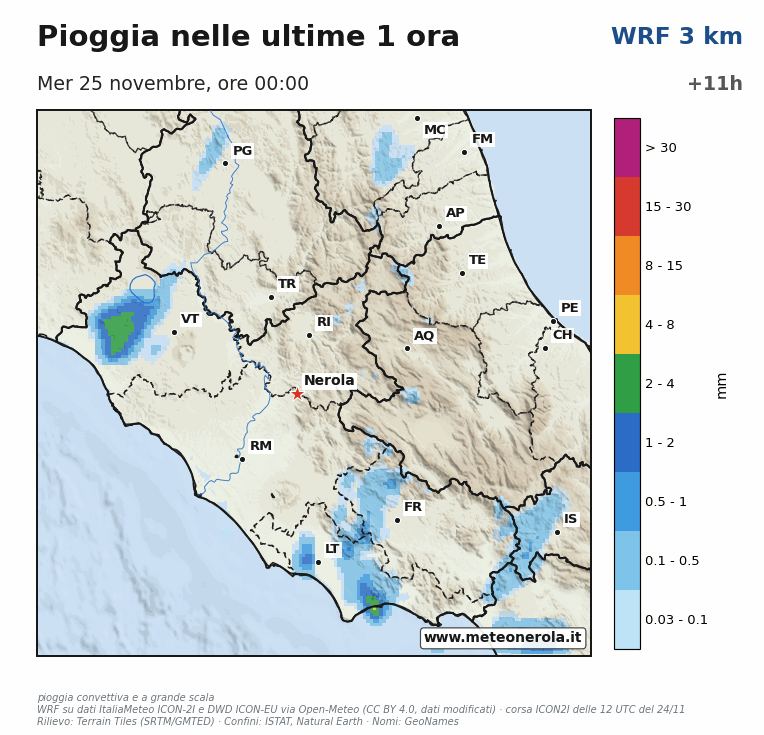 Pioggia nelle ultime 1 ora
WRF 3 km
Mer 25 novembre, ore 00:00
+11h
MC
FM
PG
AP
TE
TR
PE
VT
RI
AQ
CH
Nerola
RM
FR
IS
LT
www.meteonerola.it
> 30
15 - 30
8 - 15
4 - 8
2 - 4
1 - 2
0.5 - 1
0.1 - 0.5
0.03 - 0.1
mm
pioggia convettiva e a grande scala
WRF su dati ItaliaMeteo ICON-2I e DWD ICON-EU via Open-Meteo (CC BY 4.0, dati modificati) · corsa ICON2I delle 12 UTC del 24/11
Rilievo: Terrain Tiles (SRTM/GMTED) · Confini: ISTAT, Natural Earth · Nomi: GeoNames